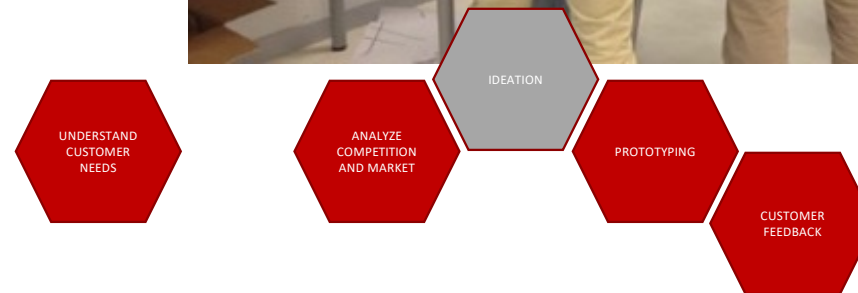 UNDERSTAND
CUSTOMER
NEEDS
ANALYZE
COMPETITION
AND MARKET
IDEATION
PROTOTYPING
CUSTOMER
FEEDBACK